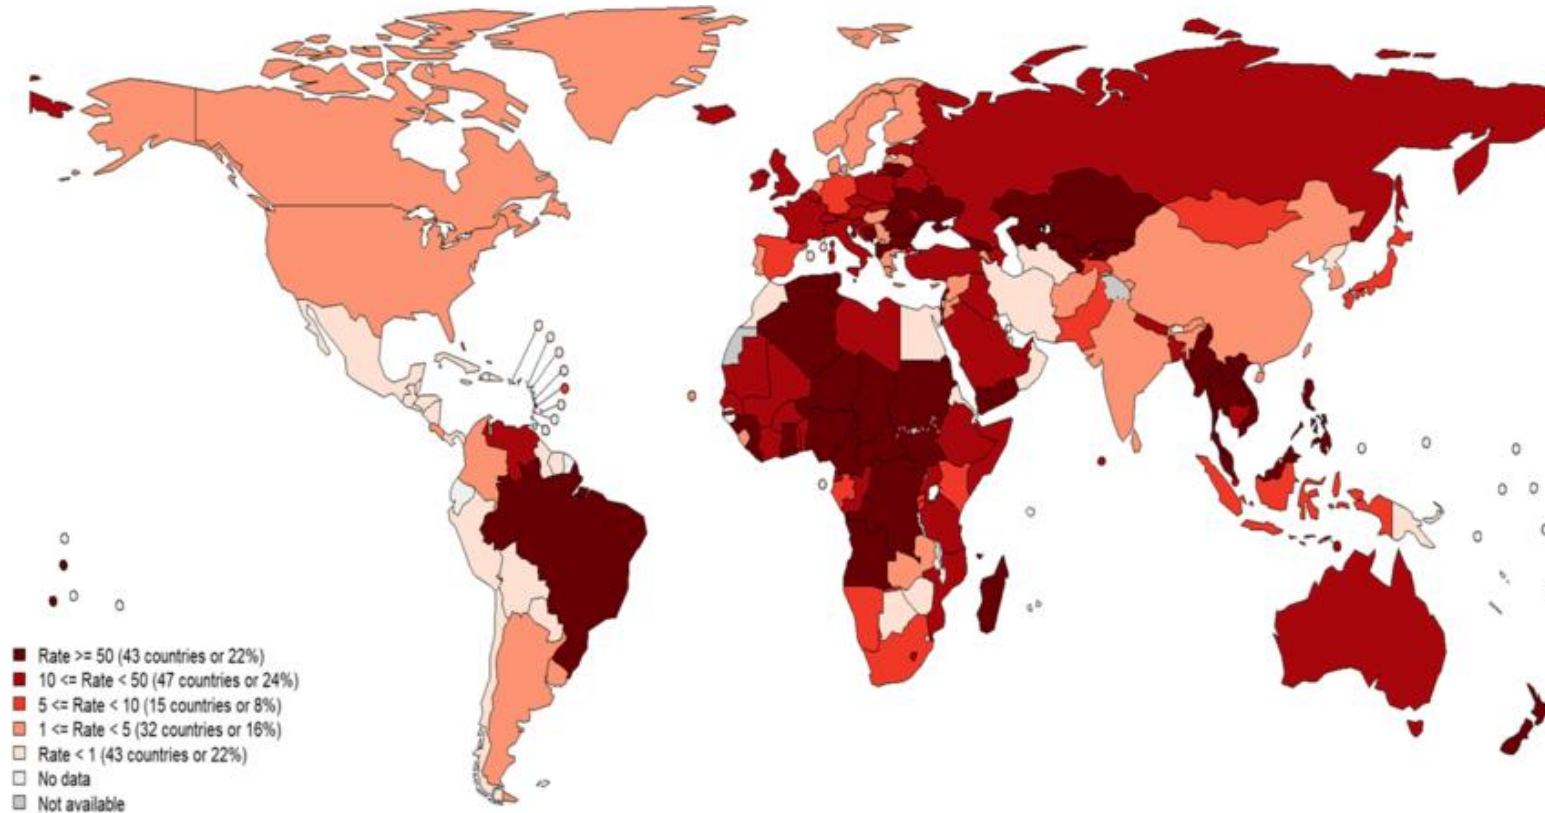 Rate >= 50 (43 countries or 22%)
10 <= Rate < 50 (47 countries or 24%)
5 <= Rate < 10 (15 countries or 8%)
1 <= Rate < 5 (32 countries or 16%)
Rate < 1 (43 countries or 22%)
No data
Not available